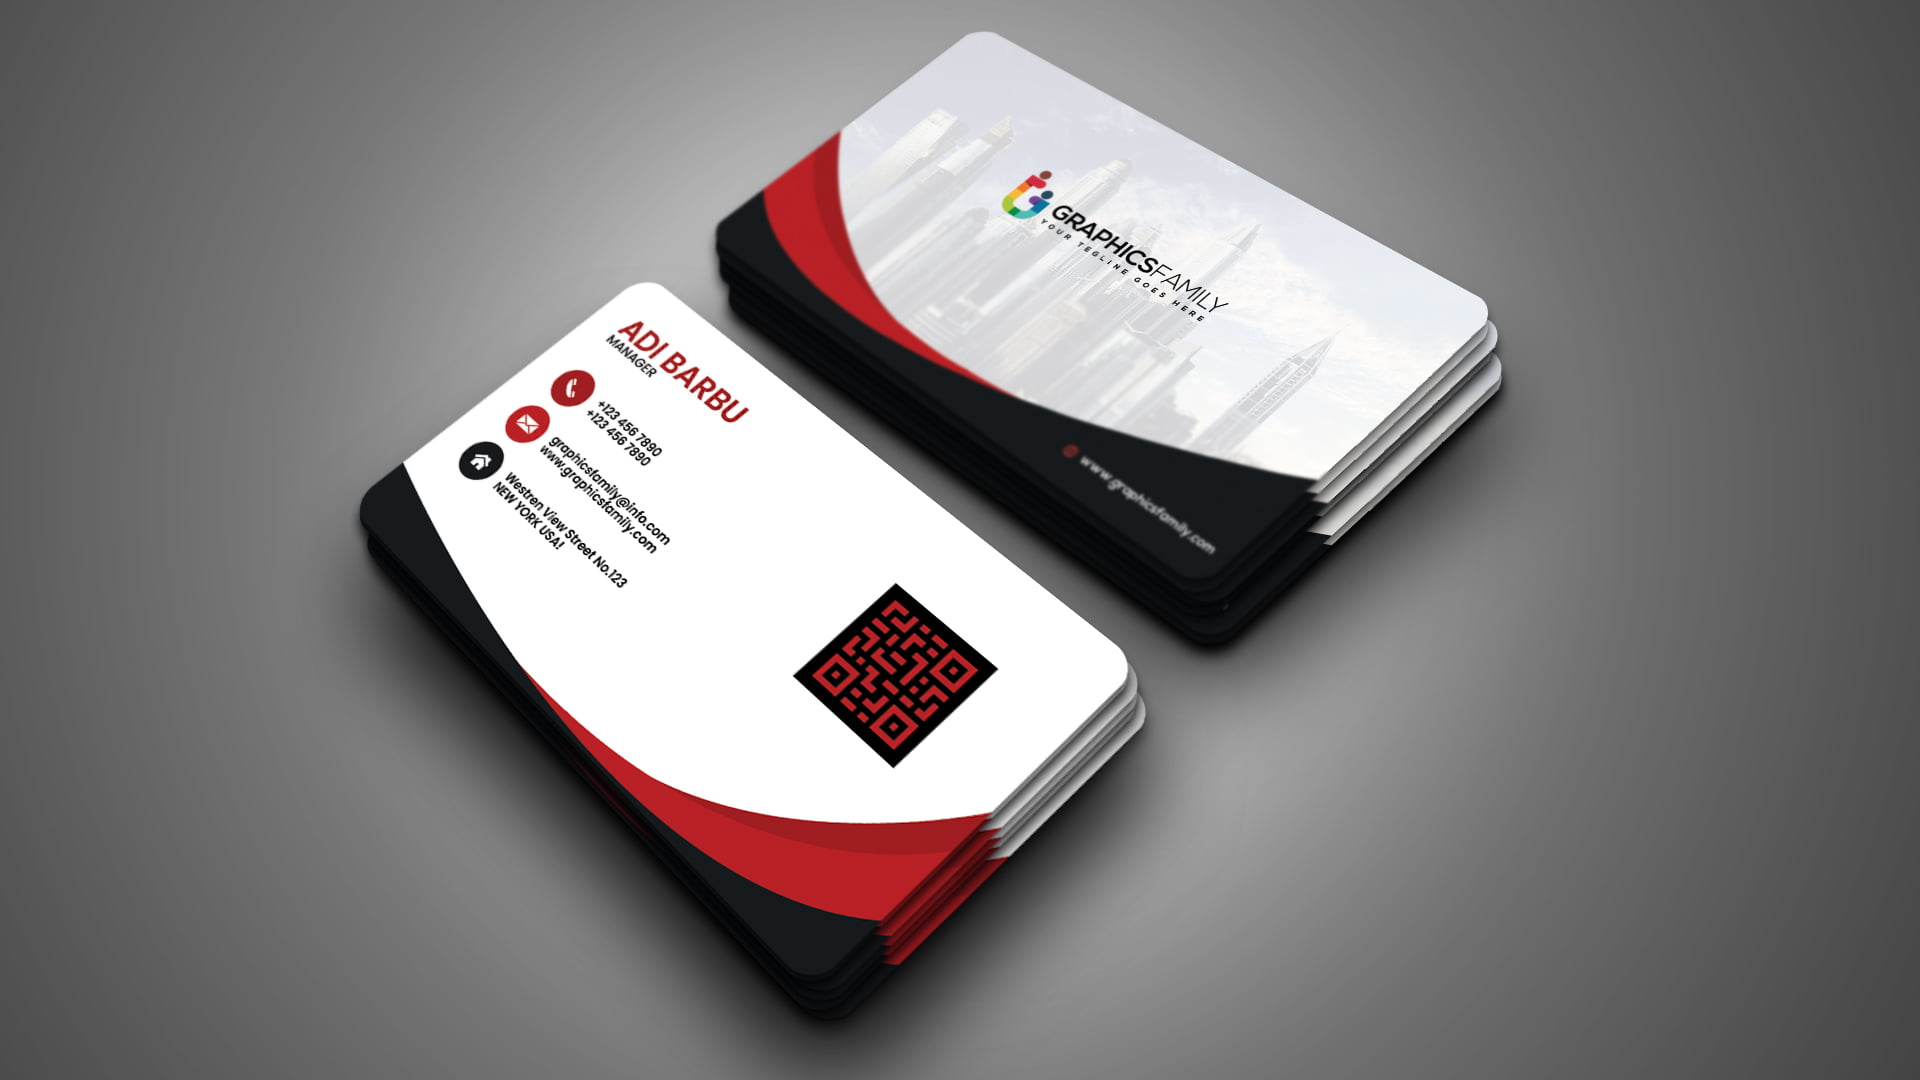 GRAPHICSFAMILY
YOUR TEGLINE GOES HERE
www.graphicsfamily.com
ADI BARBU
MANAGER
+123 456 7890
+123 456 7890
graphicsfamily@info.com
www.graphicsfamily.com
Westren View Street No.123
NEW YORK USA!